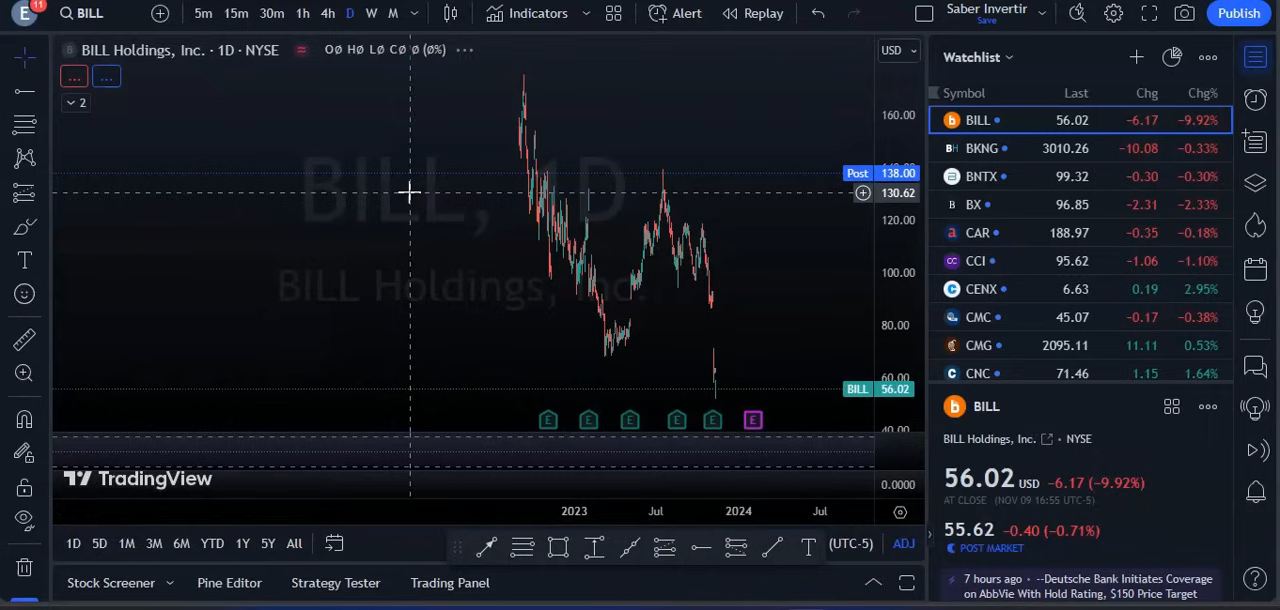 E 11 BILL 5m 15m 30m 1h 4h D W M Indicators Alert Replay Saber Invertir Save Publish
BILL Holdings, Inc. · 1D · NYSE OØ HØ LØ CØ Ø (0%) ...
USD
... ...
2
160.00
140.00
Post 138.00
130.62
120.00
100.00
80.00
60.00
BILL 56.02
40.00
0.0000
BILL, 1D
BILL Holdings, Inc.
E E E E E E
TradingView
2023 Jul 2024 Jul
1D 5D 1M 3M 6M YTD 1Y 5Y All (UTC-5) ADJ
T
Stock Screener Pine Editor Strategy Tester Trading Panel
Watchlist
Symbol Last Chg Chg%
BILL 56.02 −6.17 −9.92%
BKNG 3010.26 −10.08 −0.33%
BNTX 99.32 −0.30 −0.30%
BX 96.85 −2.31 −2.33%
CAR 188.97 −0.35 −0.18%
CCI 95.62 −1.06 −1.10%
CENX 6.63 0.19 2.95%
CMC 45.07 −0.17 −0.38%
CMG 2095.11 11.11 0.53%
CNC 71.46 1.15 1.64%
BILL
BILL Holdings, Inc. • NYSE
56.02 USD −6.17 (−9.92%)
AT CLOSE (NOV 09 16:55 UTC-5)
55.62 −0.40 (−0.71%)
POST MARKET
7 hours ago • --Deutsche Bank Initiates Coverage
on AbbVie With Hold Rating, $150 Price Target